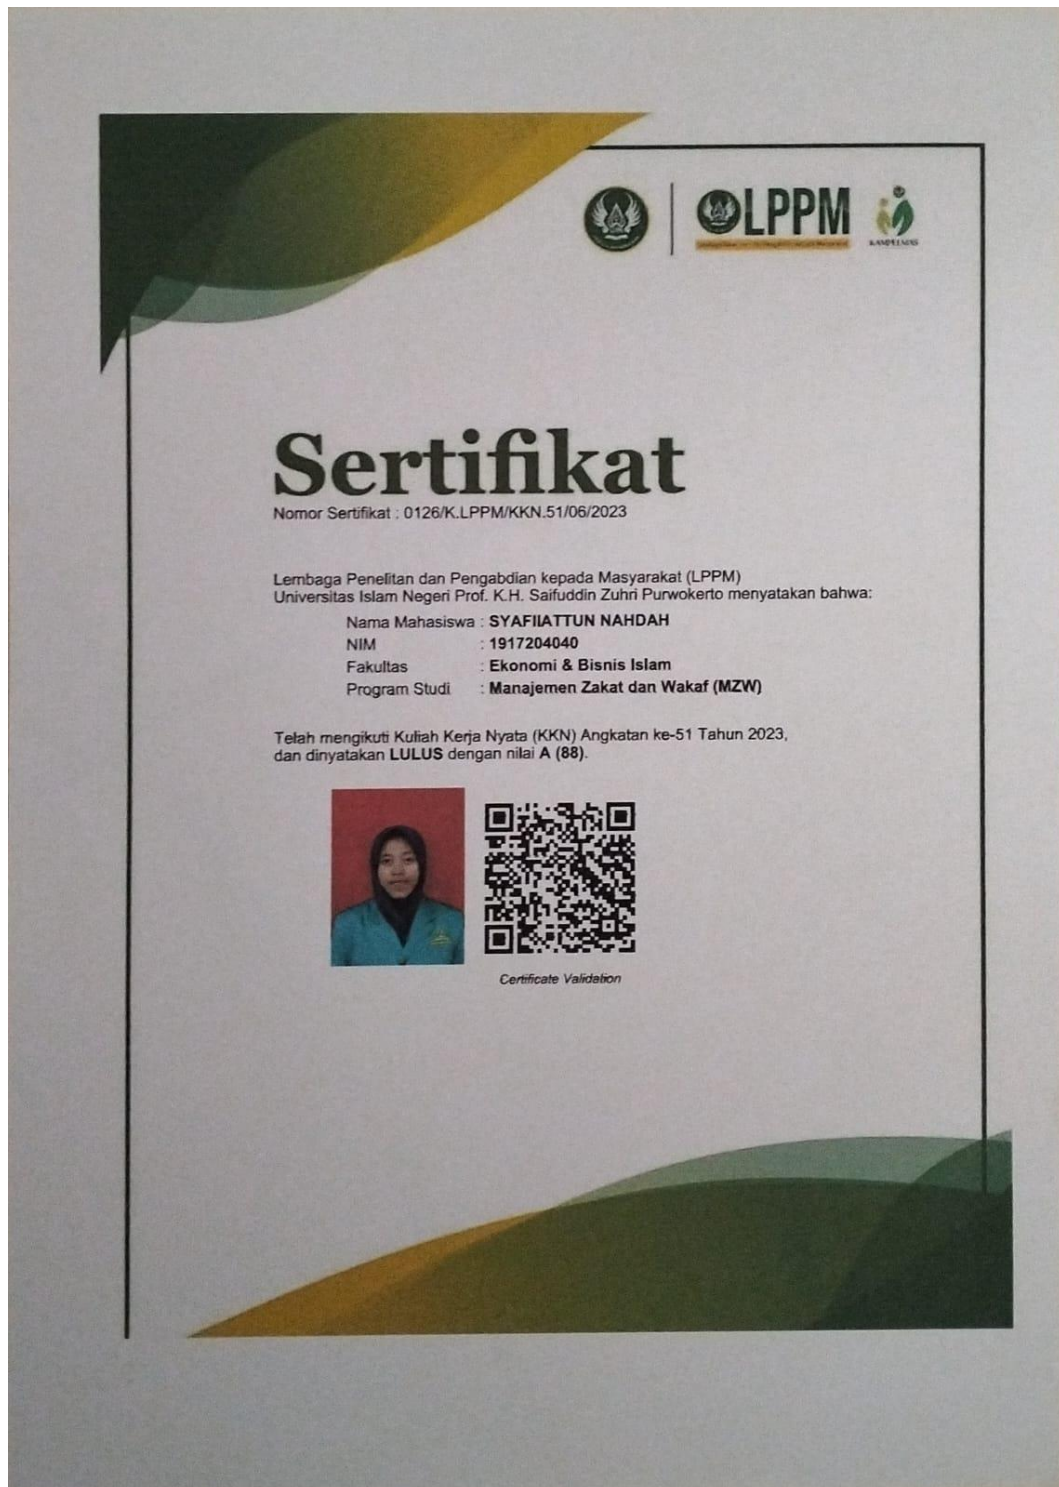 LPPM
KAMPELMAS
Sertifikat
Nomor Sertifikat : 0126/K.LPPM/KKN.51/06/2023
Lembaga Penelitan dan Pengabdian kepada Masyarakat (LPPM)
Universitas Islam Negeri Prof. K.H. Saifuddin Zuhri Purwokerto menyatakan bahwa:
Nama Mahasiswa : SYAFIIATTUN NAHDAH
NIM : 1917204040
Fakultas : Ekonomi & Bisnis Islam
Program Studi : Manajemen Zakat dan Wakaf (MZW)
Telah mengikuti Kuliah Kerja Nyata (KKN) Angkatan ke-51 Tahun 2023,
dan dinyatakan LULUS dengan nilai A (88).
Certificate Validation